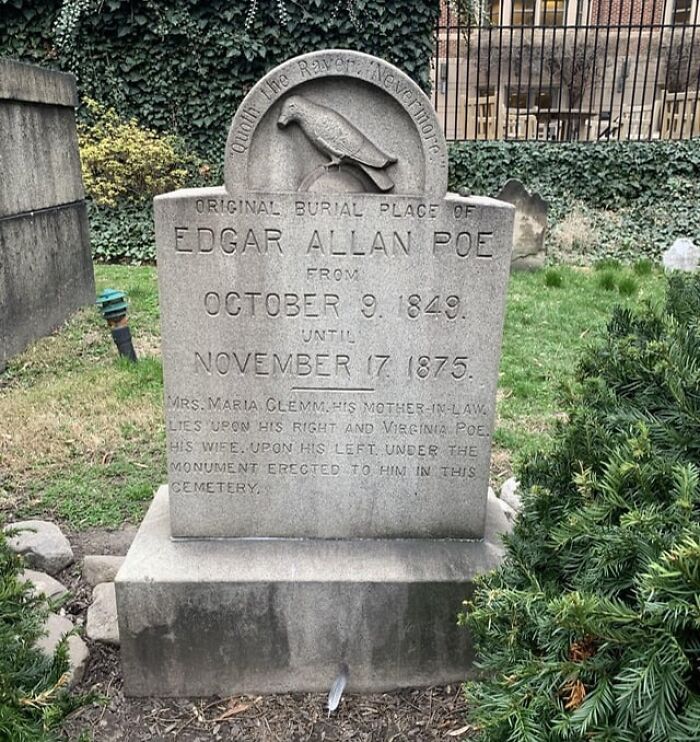 "Quoth the Raven, "Nevermore."
ORIGINAL BURIAL PLACE OF
EDGAR ALLAN POE
FROM
OCTOBER 9. 1849.
UNTIL
NOVEMBER 17. 1875.
MRS. MARIA CLEMM, HIS MOTHER-IN-LAW,
LIES UPON HIS RIGHT AND VIRGINIA POE,
HIS WIFE, UPON HIS LEFT, UNDER THE
MONUMENT ERECTED TO HIM IN THIS
CEMETERY.